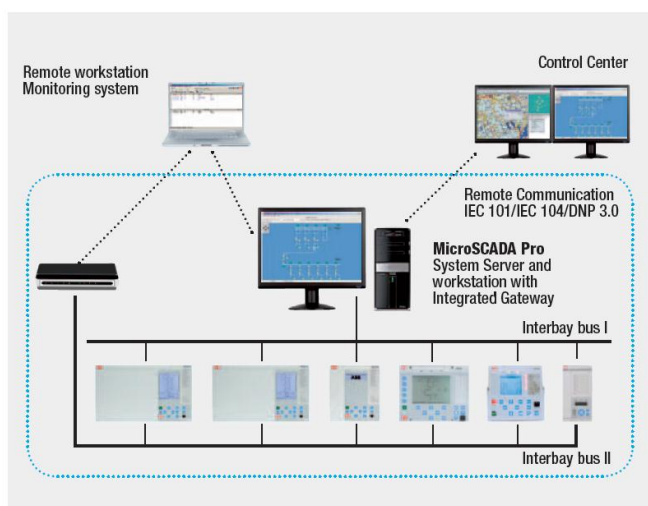 Remote workstation
Monitoring system
Control Center
Remote Communication
IEC 101/IEC 104/DNP 3.0
MicroSCADA Pro
System Server and
workstation with
Integrated Gateway
Interbay bus I
ABB
Interbay bus II